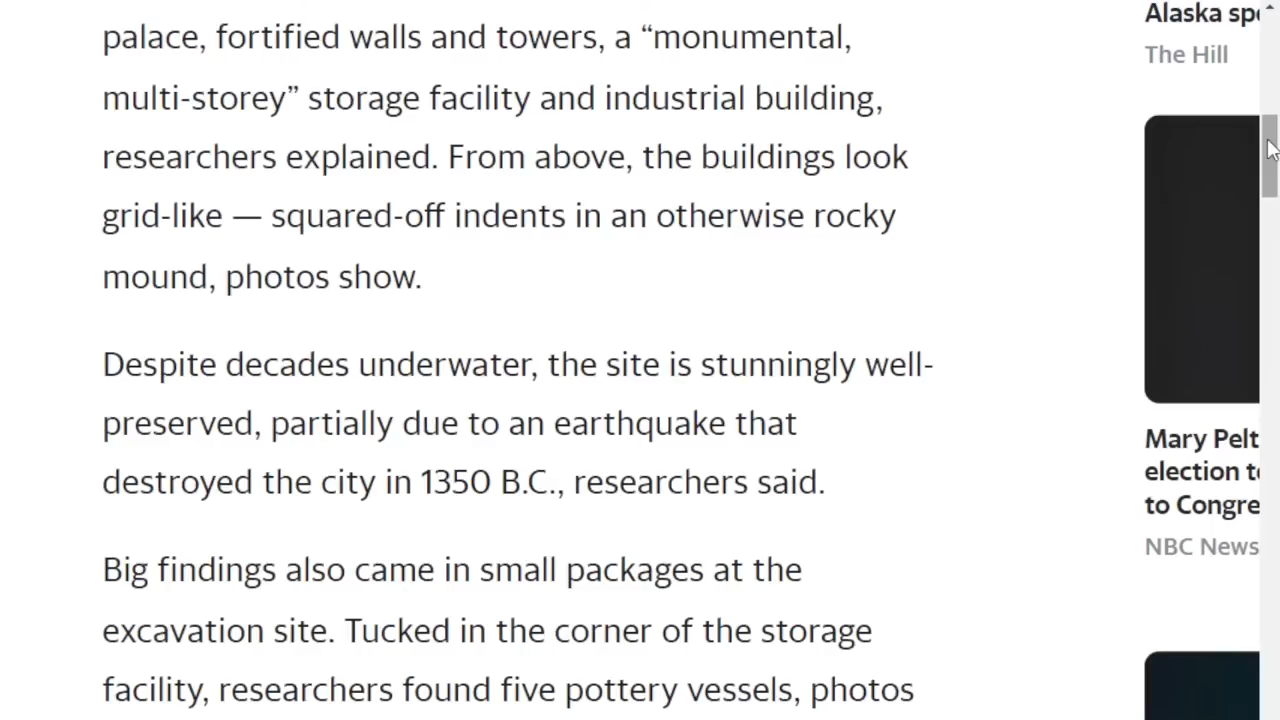 palace, fortified walls and towers, a “monumental,
multi-storey” storage facility and industrial building,
researchers explained. From above, the buildings look
grid-like — squared-off indents in an otherwise rocky
mound, photos show.
Despite decades underwater, the site is stunningly well-
preserved, partially due to an earthquake that
destroyed the city in 1350 B.C., researchers said.
Big findings also came in small packages at the
excavation site. Tucked in the corner of the storage
facility, researchers found five pottery vessels, photos
Alaska
The Hill
Mary
election
to
NBC News